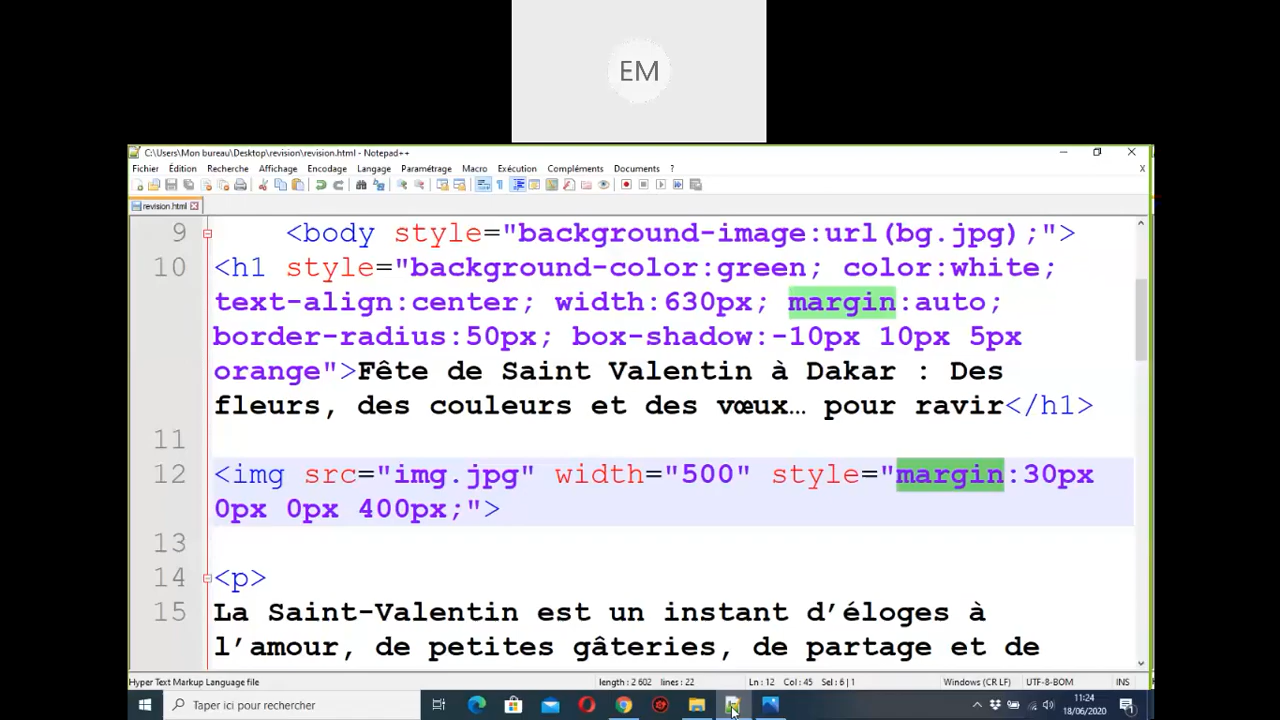 EM
C:\Users\Mon bureau\Desktop\revision\revision.html - Notepad++
Fichier Édition Recherche Affichage Encodage Langage Paramétrage Macro Exécution Compléments Documents ? X
revision.html
9 <body style="background-image:url(bg.jpg);">
10 <h1 style="background-color:green; color:white;
text-align:center; width:630px; margin:auto;
border-radius:50px; box-shadow:-10px 10px 5px
orange">Fête de Saint Valentin à Dakar : Des
fleurs, des couleurs et des vœux… pour ravir</h1>
11
12 <img src="img.jpg" width="500" style="margin:30px
0px 0px 400px;">
13
14 <p>
15 La Saint-Valentin est un instant d’éloges à
l’amour, de petites gâteries, de partage et de
Hyper Text Markup Language file length : 2 602 lines : 22 Ln : 12 Col : 45 Sel : 6 | 1 Windows (CR LF) UTF-8-BOM INS
Taper ici pour rechercher
11:24
18/06/2020